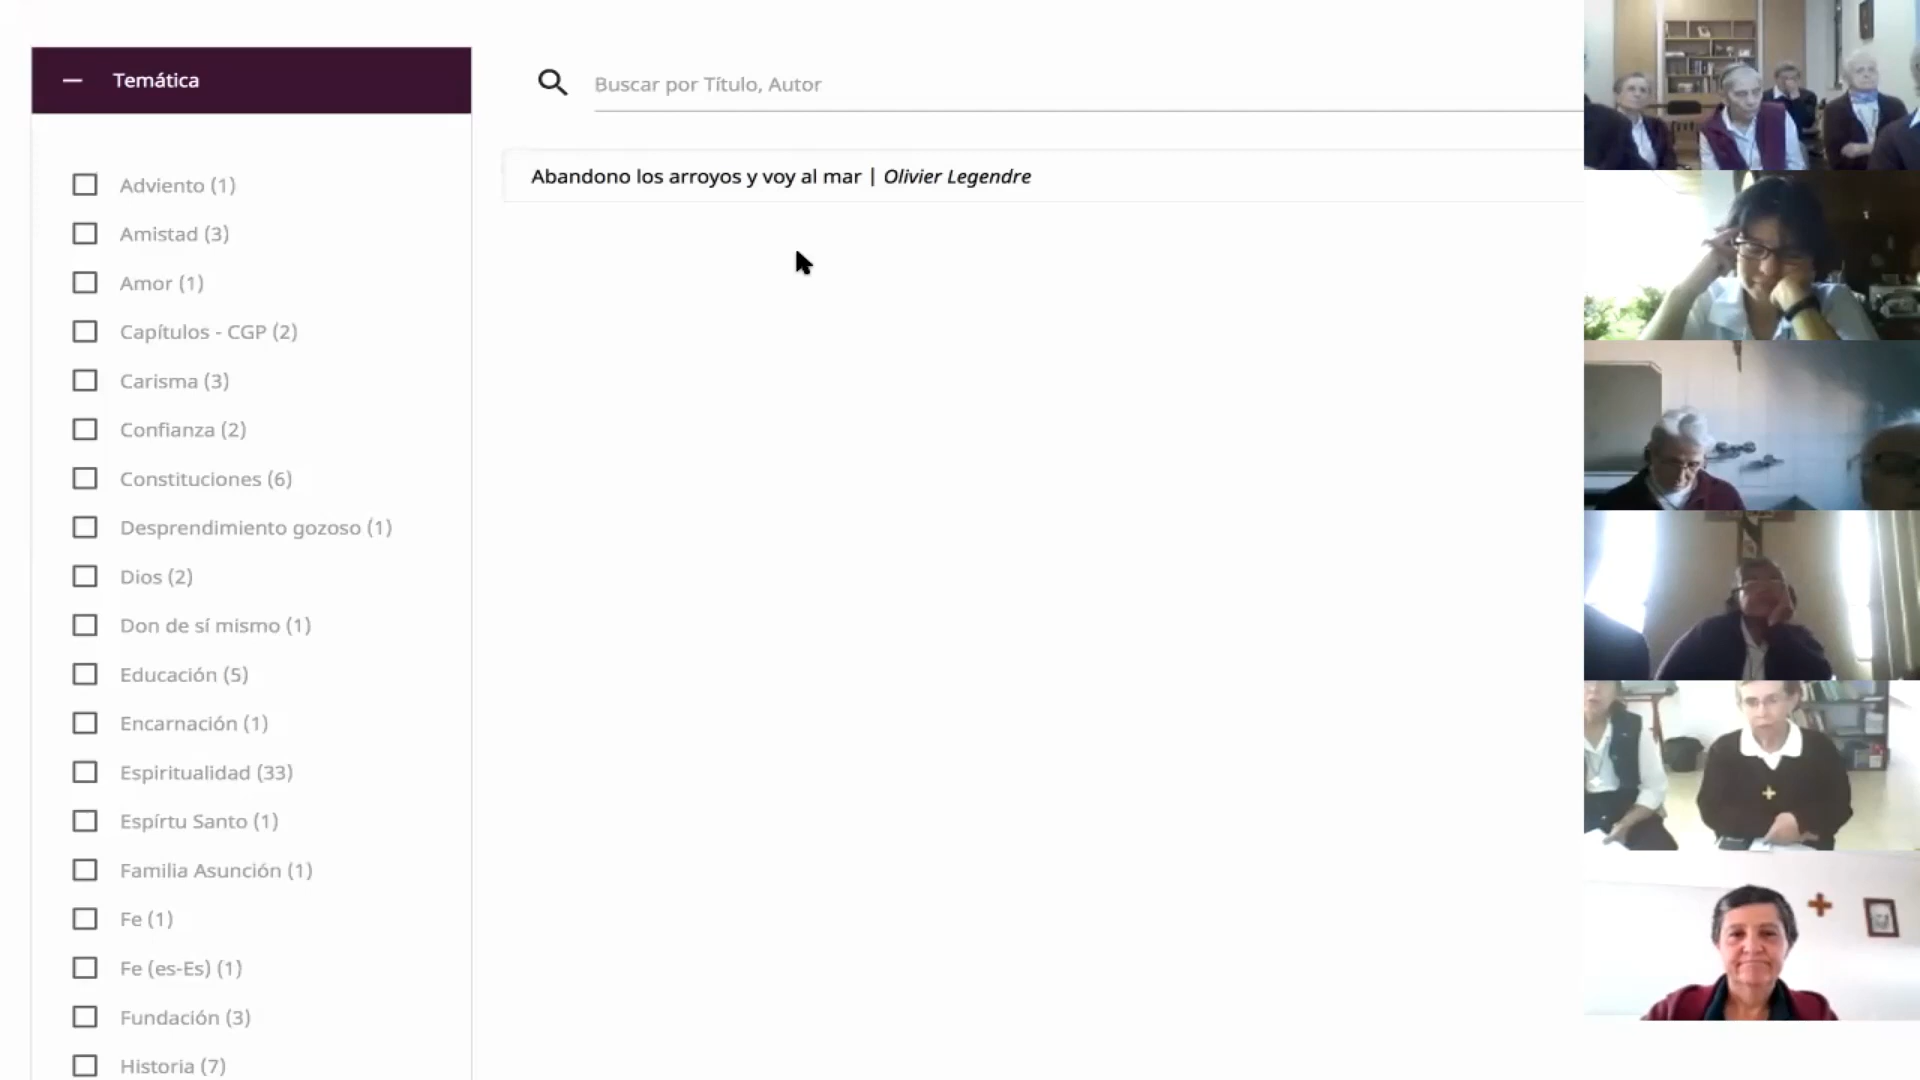 Temática
Buscar por Título, Autor
Abandono los arroyos y voy al mar | Olivier Legendre
Adviento (1)
Amistad (3)
Amor (1)
Capítulos - CGP (2)
Carisma (3)
Confianza (2)
Constituciones (6)
Desprendimiento gozoso (1)
Dios (2)
Don de sí mismo (1)
Educación (5)
Encarnación (1)
Espiritualidad (33)
Espírtu Santo (1)
Familia Asunción (1)
Fe (1)
Fe (es-Es) (1)
Fundación (3)
Historia (7)